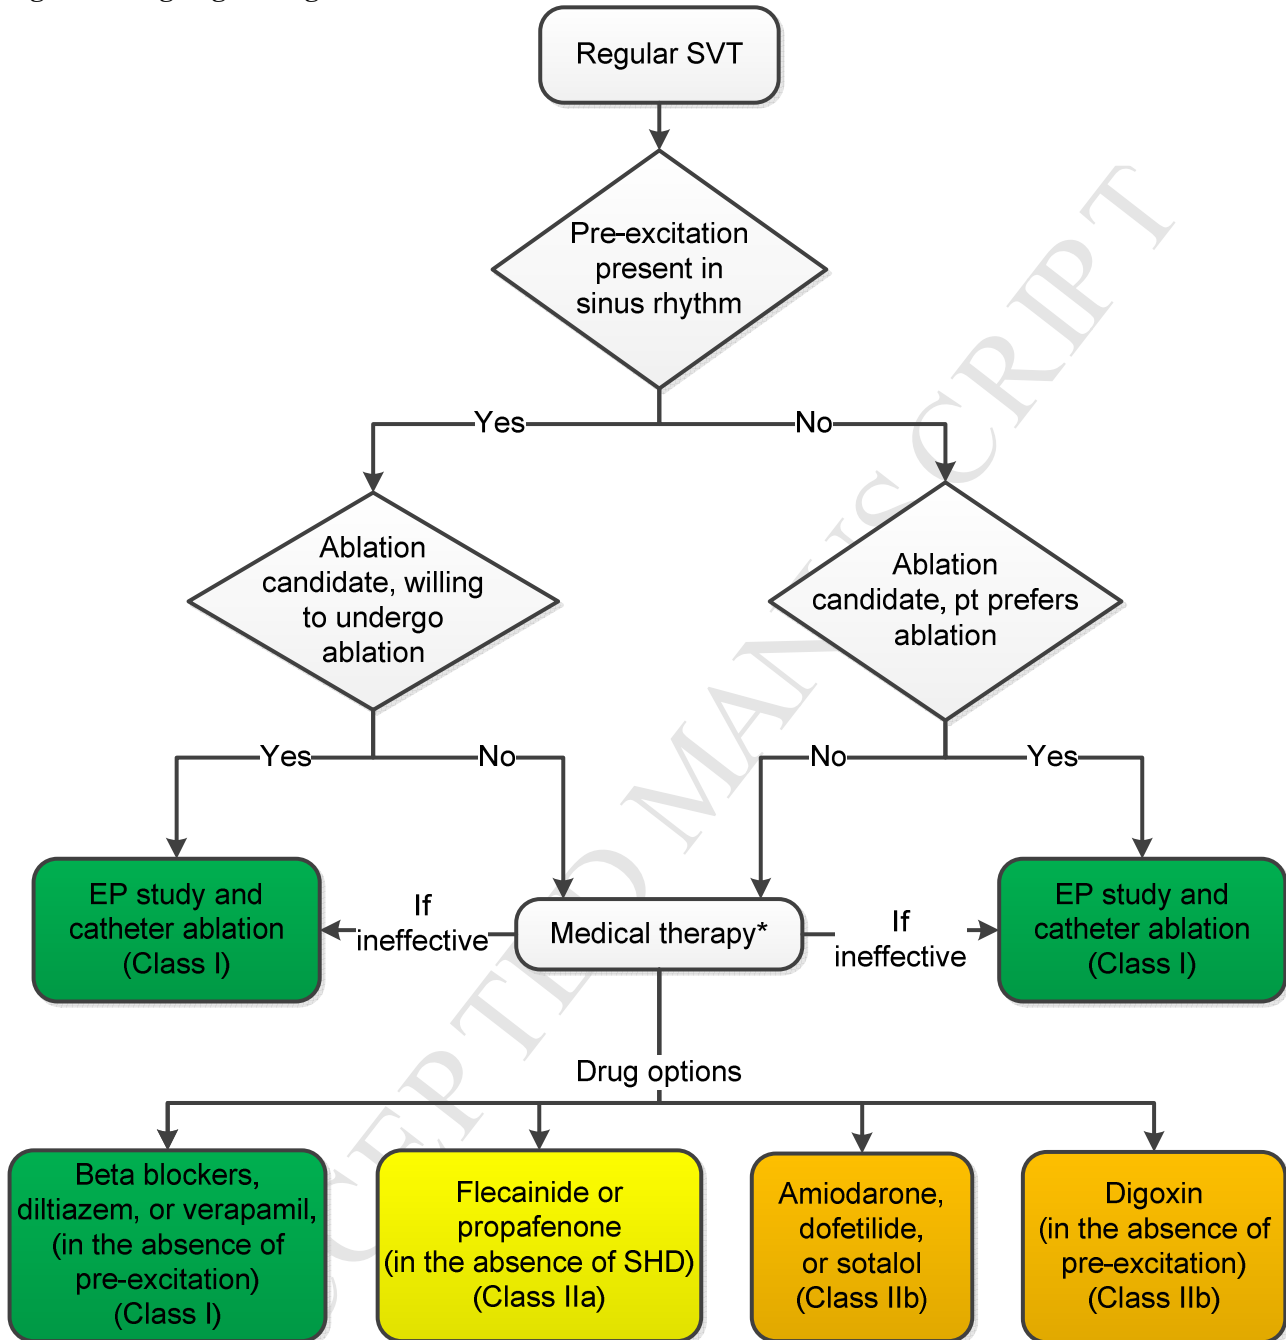 Regular SVT
Pre-excitation
present in
sinus rhythm
Yes
No
Ablation
candidate, willing
to undergo
ablation
Ablation
candidate, pt prefers
ablation
Yes
No
No
Yes
EP study and
catheter ablation
(Class I)
If
ineffective
Medical therapy*
If
ineffective
EP study and
catheter ablation
(Class I)
Drug options
Beta blockers,
diltiazem, or verapamil,
(in the absence of
pre-excitation)
(Class I)
Flecainide or
propafenone
(in the absence of SHD)
(Class IIa)
Amiodarone,
dofetilide,
or sotalol
(Class IIb)
Digoxin
(in the absence of
pre-excitation)
(Class IIb)
CCEPTED MANUSCRIPT